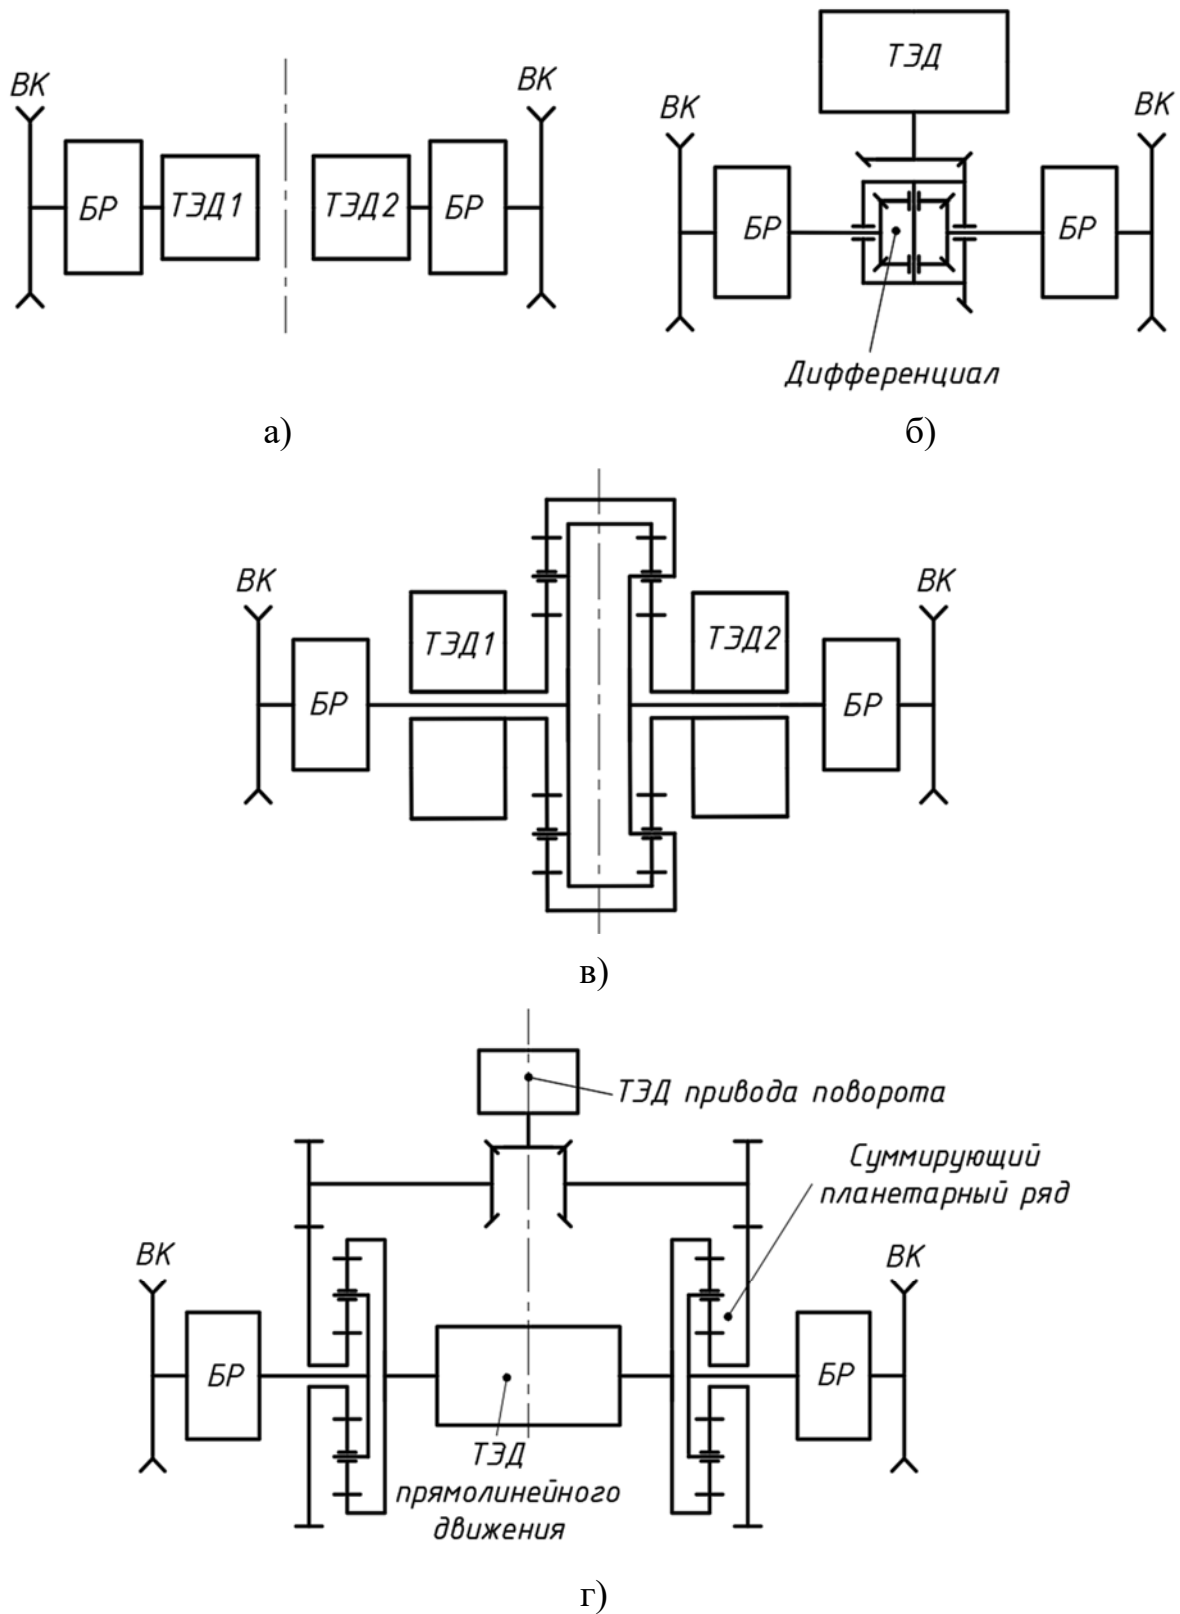 ВК
БР
ТЭД1
ТЭД2
БР
ВК
а)
ТЭД
ВК
БР
БР
ВК
Дифференциал
б)
ВК
БР
ТЭД1
ТЭД2
БР
ВК
в)
ТЭД привода поворота
Суммирующий
планетарный ряд
ВК
БР
БР
ВК
ТЭД
прямолинейного
движения
г)